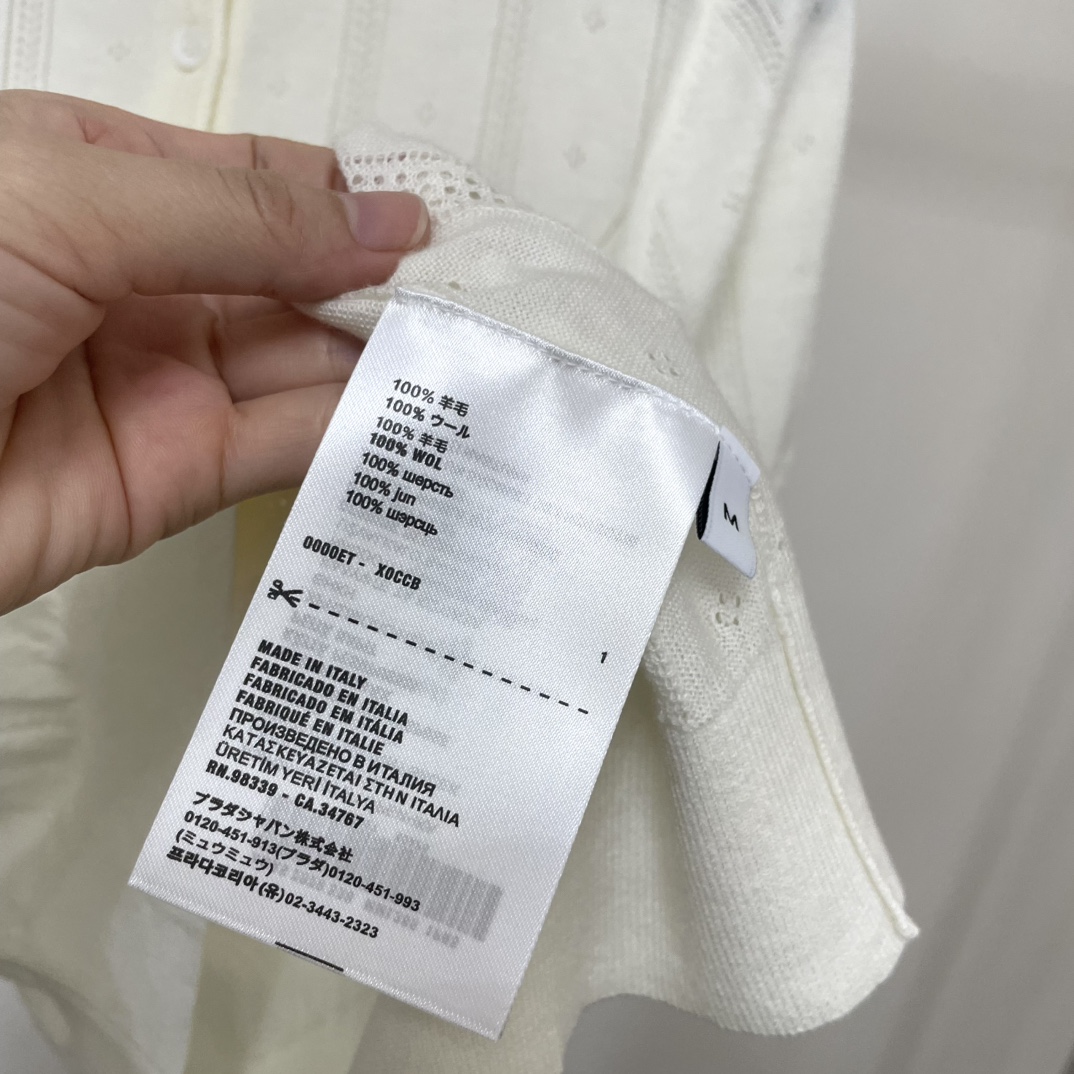 100% 羊毛
100% ウール
100% 羊毛
100% WOL
100% шерсть
100% jun
100% шэрсць
0000ET - X0CCB
1
MADE IN ITALY
FABRICADO EN ITALIA
FABRICADO EM ITÁLIA
FABRIQUÉ EN ITALIE
ПРОИЗВЕДЕНО В ИТАЛИЯ
ΚΑΤΑΣΚΕΥΑΖΕΤΑΙ ΣΤΗΝ ΙΤΑΛΙΑ
ÜRETİM YERİ İTALYA
RN.98339 - CA.34767
プラダジャパン株式会社
0120-451-913(プラダ)0120-451-993
(ミュウミュウ)
프라다코리아(유)02-3443-2323
M